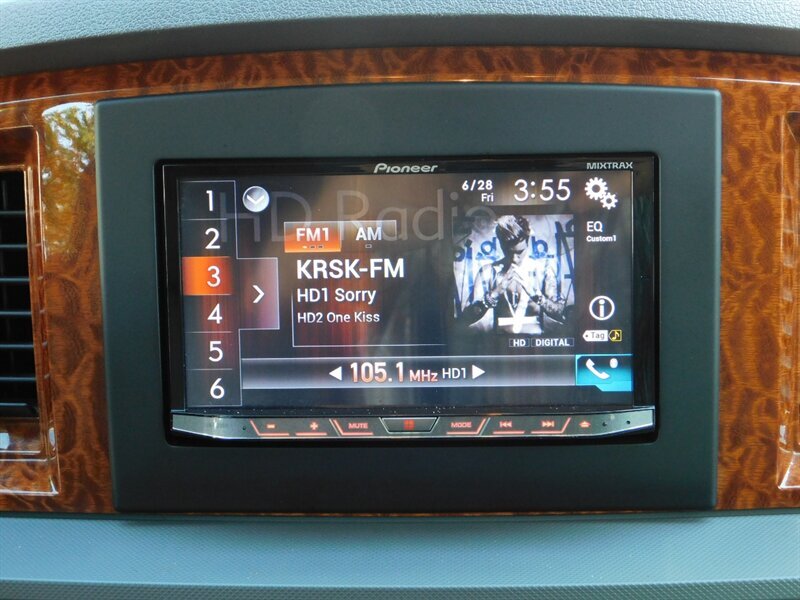 Pioneer
MIXTRAX
HD Radio
6/28
Fri
3:55
1
2
3
4
5
6
FM1
AM
KRSK-FM
HD1 Sorry
HD2 One Kiss
EQ
Custom1
HD DIGITAL
Tag
105.1 MHz HD1
MUTE
MODE